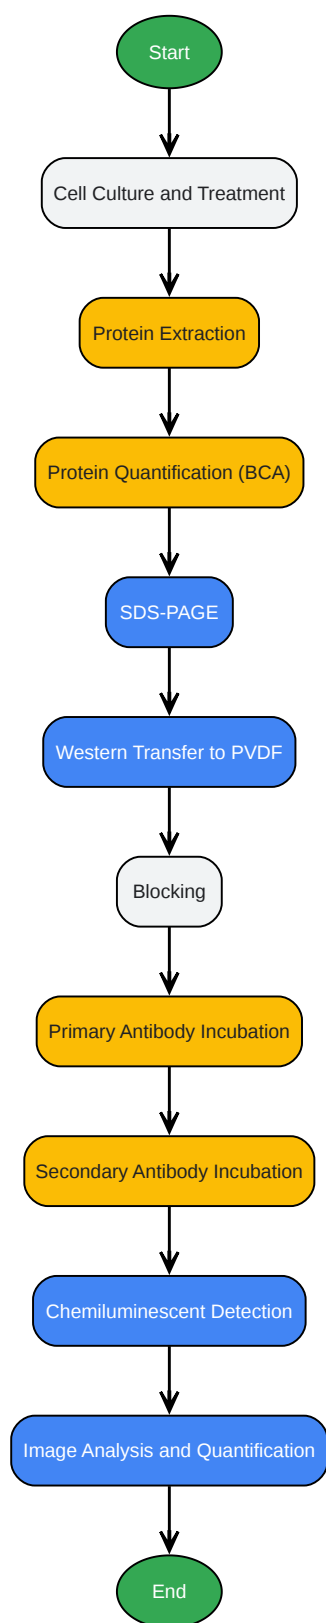 Start
Cell Culture and Treatment
Protein Extraction
Protein Quantification (BCA)
SDS-PAGE
Western Transfer to PVDF
Blocking
Primary Antibody Incubation
Secondary Antibody Incubation
Chemiluminescent Detection
Image Analysis and Quantification
End